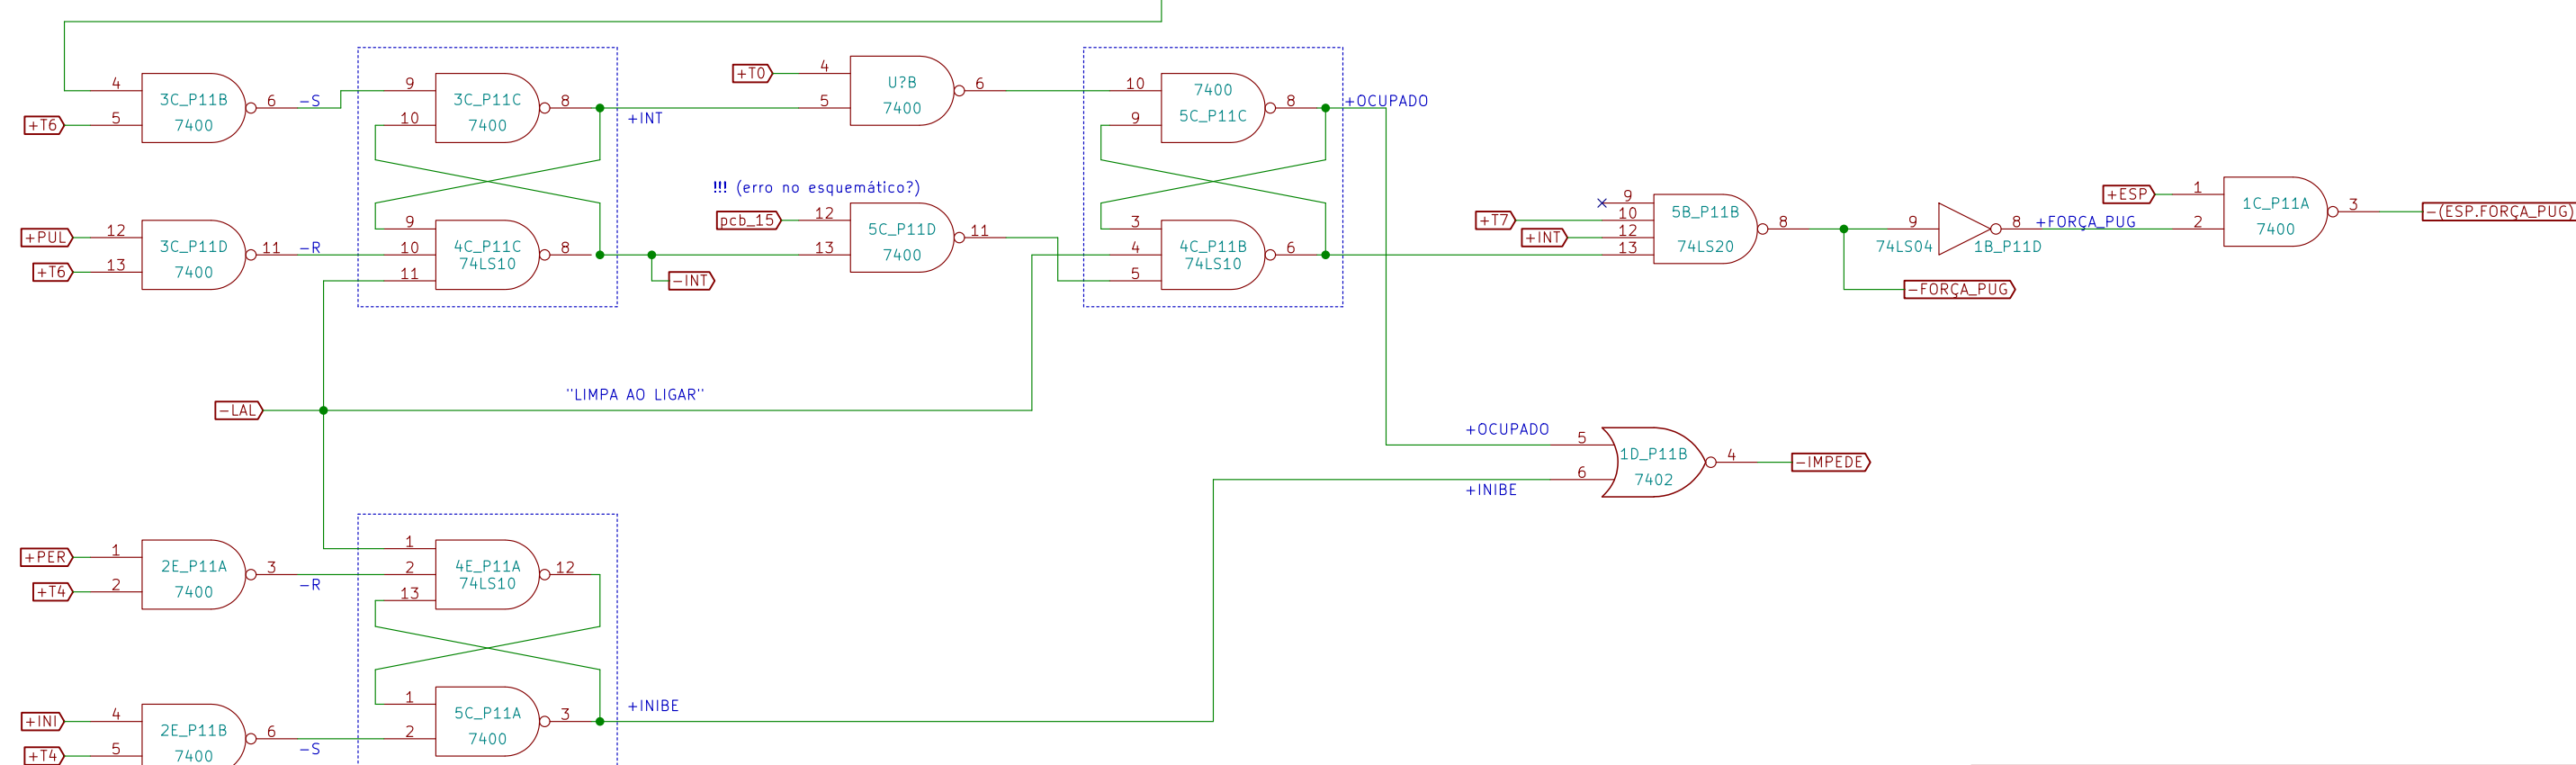 4 3C_P11B 7400 6 -S
+T6 5
9 3C_P11C 7400 8
10
+INT
+T0 4 U?B 7400 6
5
10 7400 5C_P11C 8 +OCUPADO
9
+PUL 12 3C_P11D 7400 11 -R
+T6 13
9 4C_P11C 74LS10 8
10
11
-INT
!!! (erro no esquemático?)
pcb_15 12 5C_P11D 7400 11
13
3 4C_P11B 74LS10 6
4
5
9 5B_P11B 74LS20 8
+T7 10
+INT 12
13
9 74LS04 1B_P11D 8 +FORÇA_PUG
-FORÇA_PUG
+ESP 1 1C_P11A 7400 3 -(ESP.FORÇA_PUG)
2
"LIMPA AO LIGAR"
-LAL
+OCUPADO 5 1D_P11B 7402 4 -IMPEDE
6
+INIBE
+PER 1 2E_P11A 7400 3
+T4 2
-R
1 4E_P11A 74LS10 12
2
13
+INI 4 2E_P11B 7400 6
+T4 5
-S
1 5C_P11A 7400 3 +INIBE
2